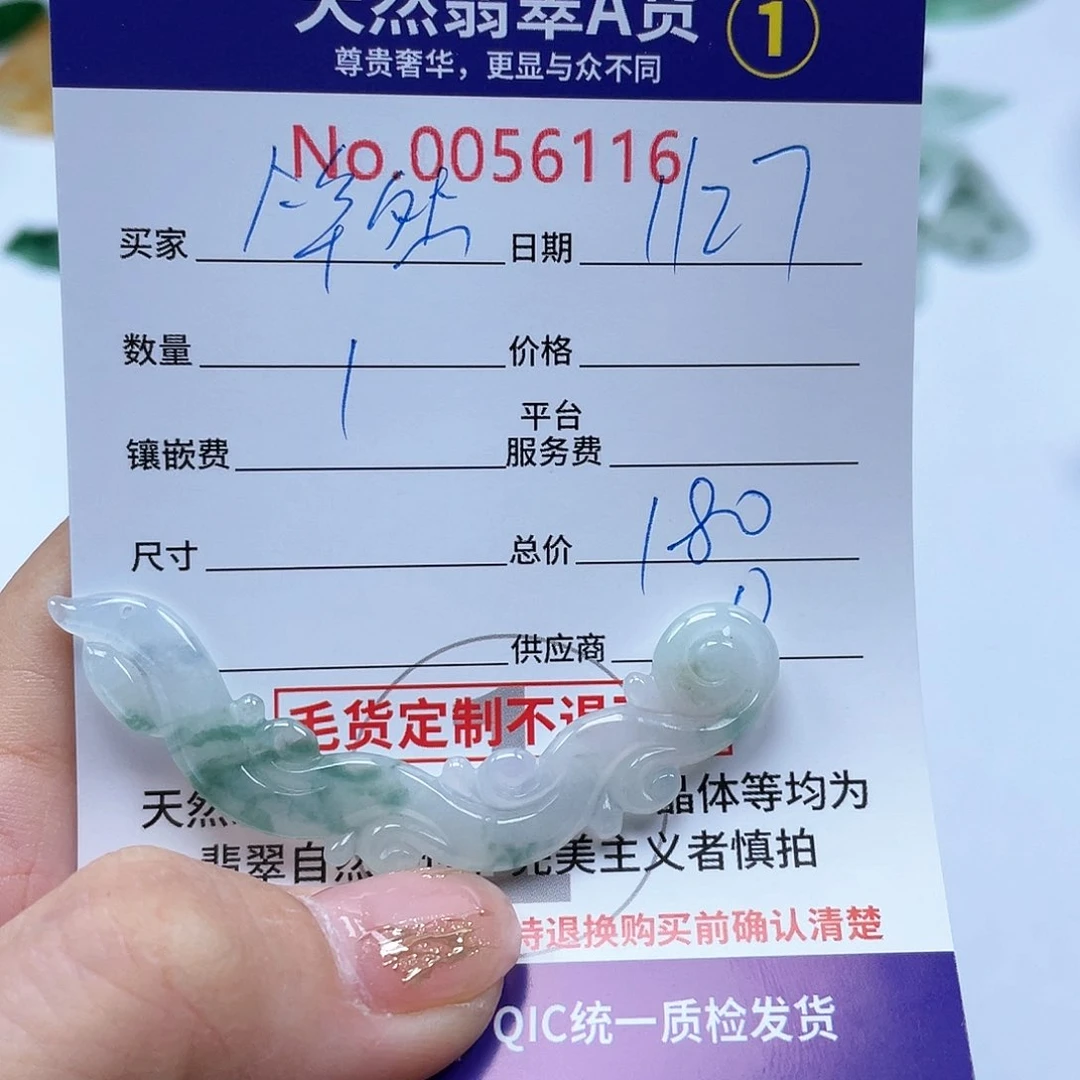 天然翡翠A货 1
尊贵奢华，更显与众不同
No.0056116
买家 日期 1/27
数量 1 价格
平台
镶嵌费 服务费
尺寸 总价 180
供应商
毛货定制不退
天然 晶体等均为
翡翠自然 完美主义者慎拍
持退换购买前确认清楚
QIC统一质检发货